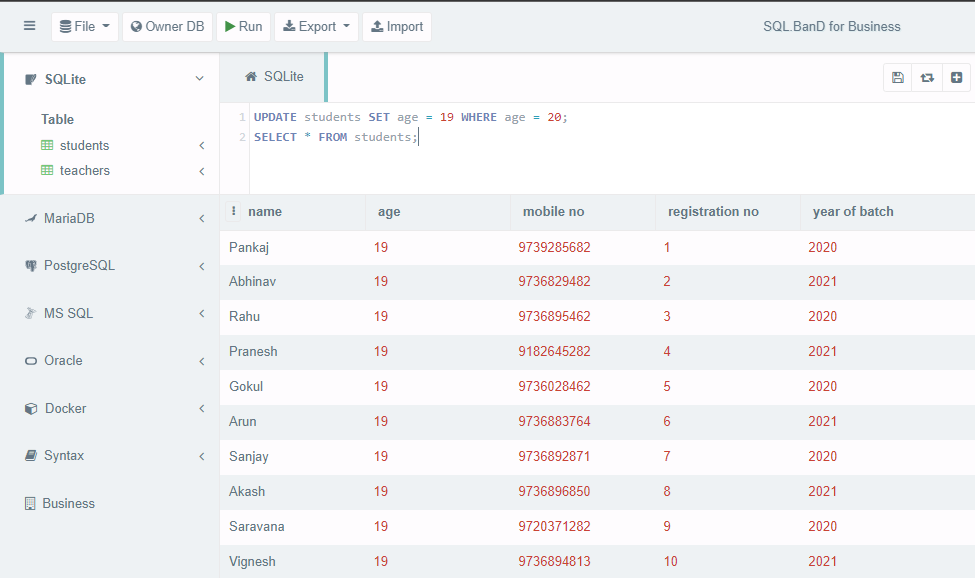 File Owner DB Run Export Import SQL.BanD for Business
SQLite
Table
students
teachers
MariaDB
PostgreSQL
MS SQL
Oracle
Docker
Syntax
Business
SQLite
1 UPDATE students SET age = 19 WHERE age = 20;
2 SELECT * FROM students;
name age mobile no registration no year of batch
Pankaj 19 9739285682 1 2020
Abhinav 19 9736829482 2 2021
Rahu 19 9736895462 3 2020
Pranesh 19 9182645282 4 2021
Gokul 19 9736028462 5 2020
Arun 19 9736883764 6 2021
Sanjay 19 9736892871 7 2020
Akash 19 9736896850 8 2021
Saravana 19 9720371282 9 2020
Vignesh 19 9736894813 10 2021